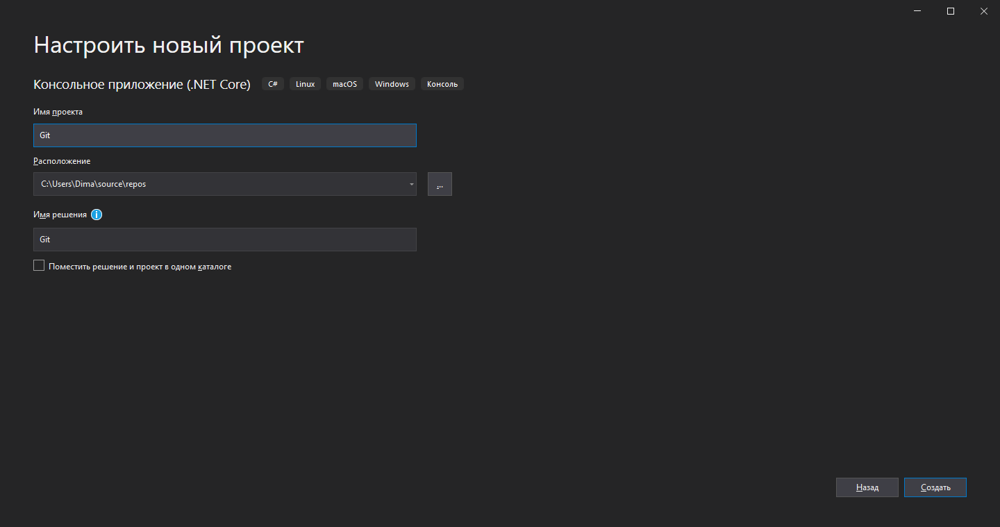 Настроить новый проект
Консольное приложение (.NET Core) C# Linux macOS Windows Консоль
Имя проекта
Git
Расположение
C:\Users\Dima\source\repos
...
Имя решения
Git
Поместить решение и проект в одном каталоге
Назад Создать